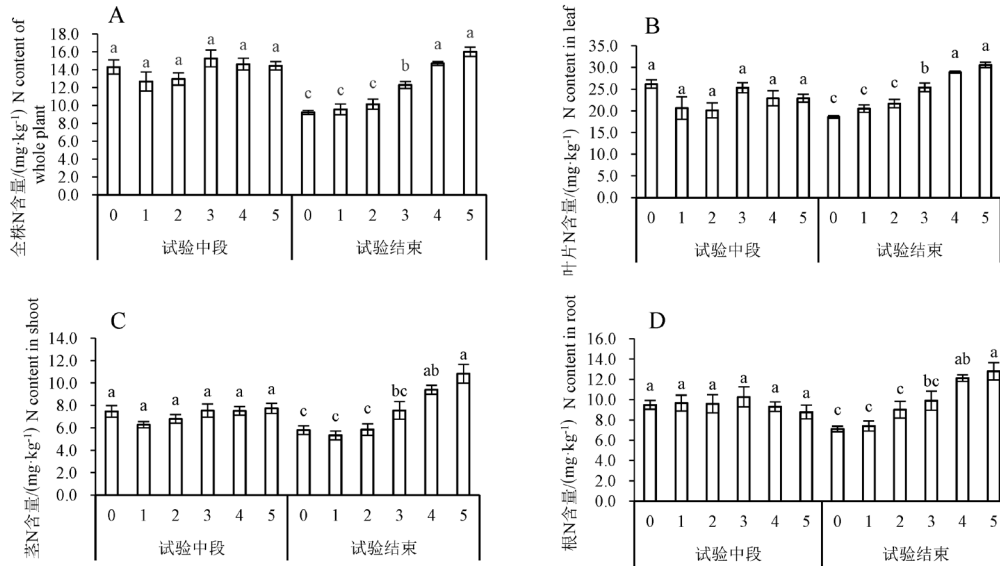 A
全株N含量/(mg·kg⁻¹) N content of
whole plant
18.0
16.0
14.0
12.0
10.0
8.0
6.0
4.0
2.0
0.0
a a a a a a c c c b a a
0 1 2 3 4 5 0 1 2 3 4 5
试验中段 试验结束
B
叶片N含量/(mg·kg⁻¹) N content in leaf
35.0
30.0
25.0
20.0
15.0
10.0
5.0
0.0
a a a a a a c c c b a a
0 1 2 3 4 5 0 1 2 3 4 5
试验中段 试验结束
C
茎N含量/(mg·kg⁻¹) N content in shoot
14.0
12.0
10.0
8.0
6.0
4.0
2.0
0.0
a a a a a a c c c bc ab a
0 1 2 3 4 5 0 1 2 3 4 5
试验中段 试验结束
D
根N含量/(mg·kg⁻¹) N content in root
16.0
14.0
12.0
10.0
8.0
6.0
4.0
2.0
0.0
a a a a a a c c c bc ab a
0 1 2 3 4 5 0 1 2 3 4 5
试验中段 试验结束